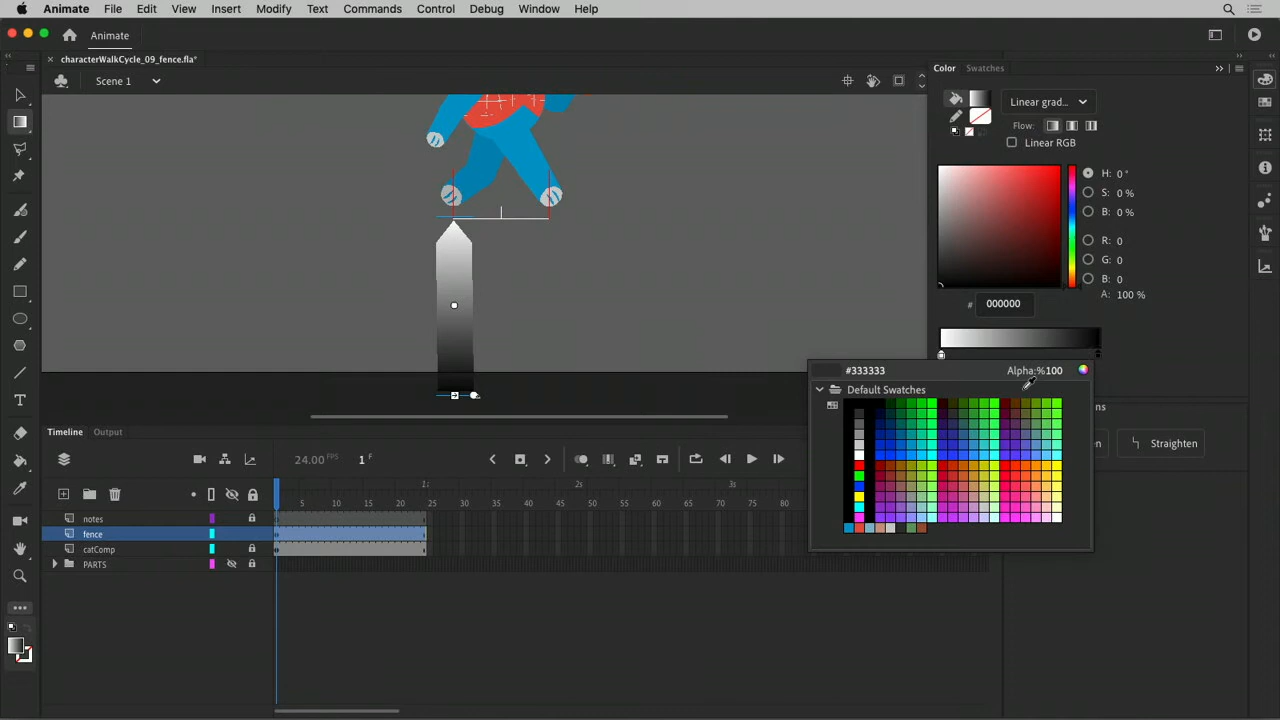 Animate File Edit View Insert Modify Text Commands Control Debug Window Help
Animate
characterWalkCycle_09_fence.fla*
Scene 1
Color Swatches
Linear grad...
Flow:
Linear RGB
H: 0 °
S: 0 %
B: 0 %
R: 0
G: 0
B: 0
A: 100 %
# 000000
#333333 Alpha:%100
Default Swatches
Straighten
Timeline Output
24.00 FPS 1 F
1s 2s 3s
5 10 15 20 25 30 35 40 45 50 55 60 65 70 75 80
notes
fence
catComp
PARTS